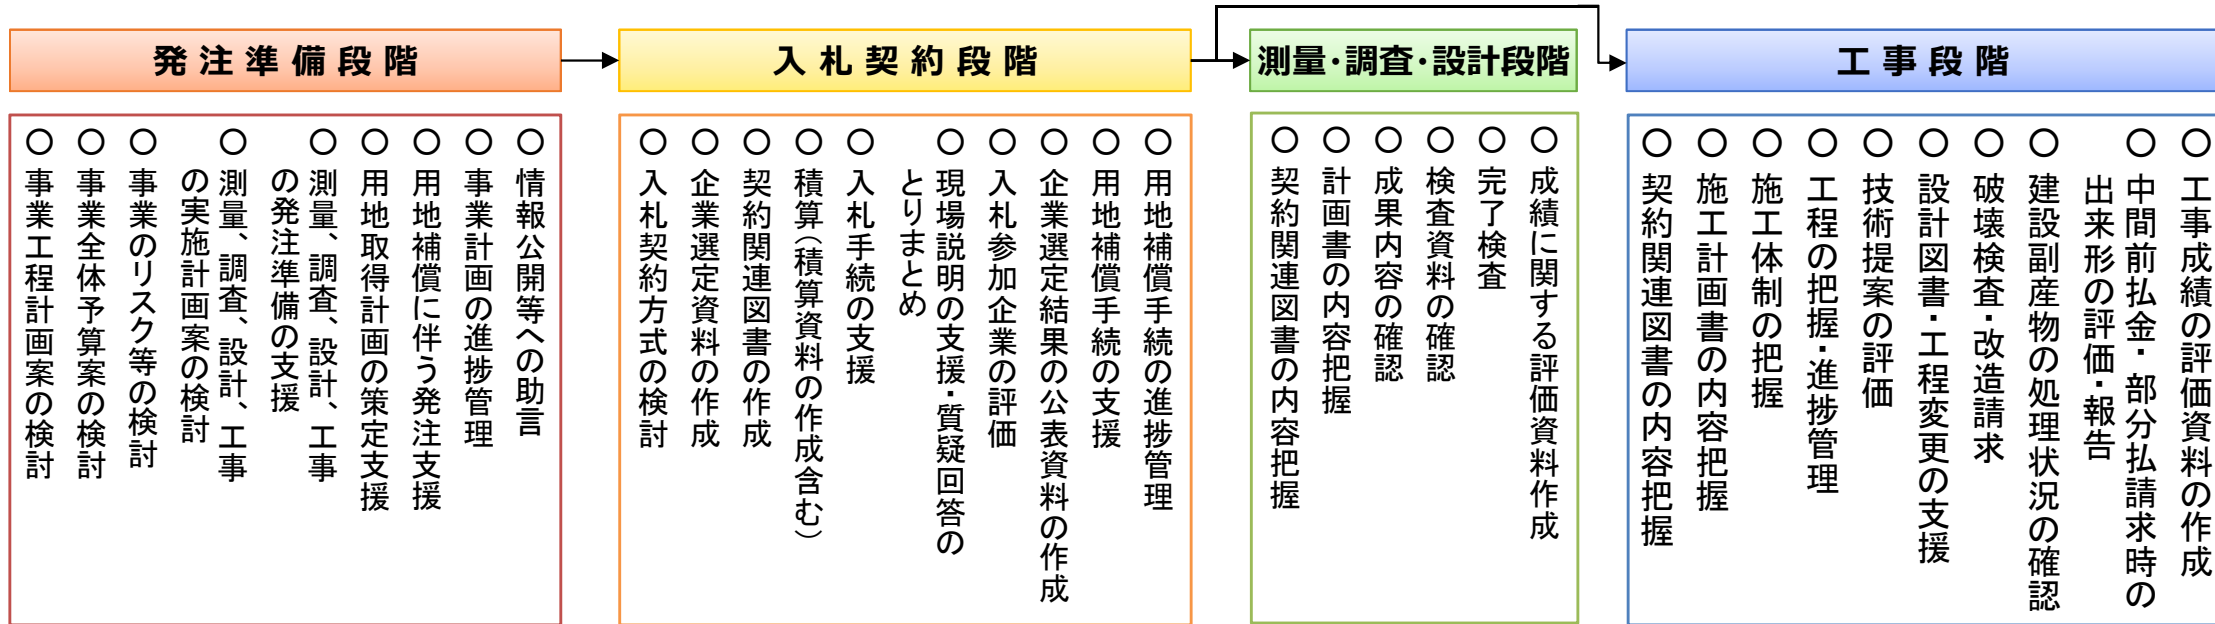 発注準備段階
○ 事業工程計画案の検討
○ 事業全体予算案の検討
○ 事業のリスク等の検討
○ 測量、調査、設計、工事
の実施計画案の検討
○ 測量、調査、設計、工事
の発注準備の支援
○ 用地取得計画の策定支援
○ 用地補償に伴う発注支援
○ 事業計画の進捗管理
○ 情報公開等への助言
入札契約段階
○ 入札契約方式の検討
○ 企業選定資料の作成
○ 契約関連図書の作成
○ 積算（積算資料の作成含む）
○ 入札手続の支援
○ 現場説明の支援・質疑回答の
とりまとめ
○ 入札参加企業の評価
○ 企業選定結果の公表資料の作成
○ 用地補償手続の支援
○ 用地補償手続の進捗管理
測量・調査・設計段階
○ 契約関連図書の内容把握
○ 計画書の内容把握
○ 成果内容の確認
○ 検査資料の確認
○ 完了検査
○ 成績に関する評価資料作成
工事段階
○ 契約関連図書の内容把握
○ 施工計画書の内容把握
○ 施工体制の把握
○ 工程の把握・進捗管理
○ 技術提案の評価
○ 設計図書・工程変更の支援
○ 破壊検査・改造請求
○ 建設副産物の処理状況の確認
○ 中間前払金・部分払請求時の
出来形の評価・報告
○ 工事成績の評価資料の作成